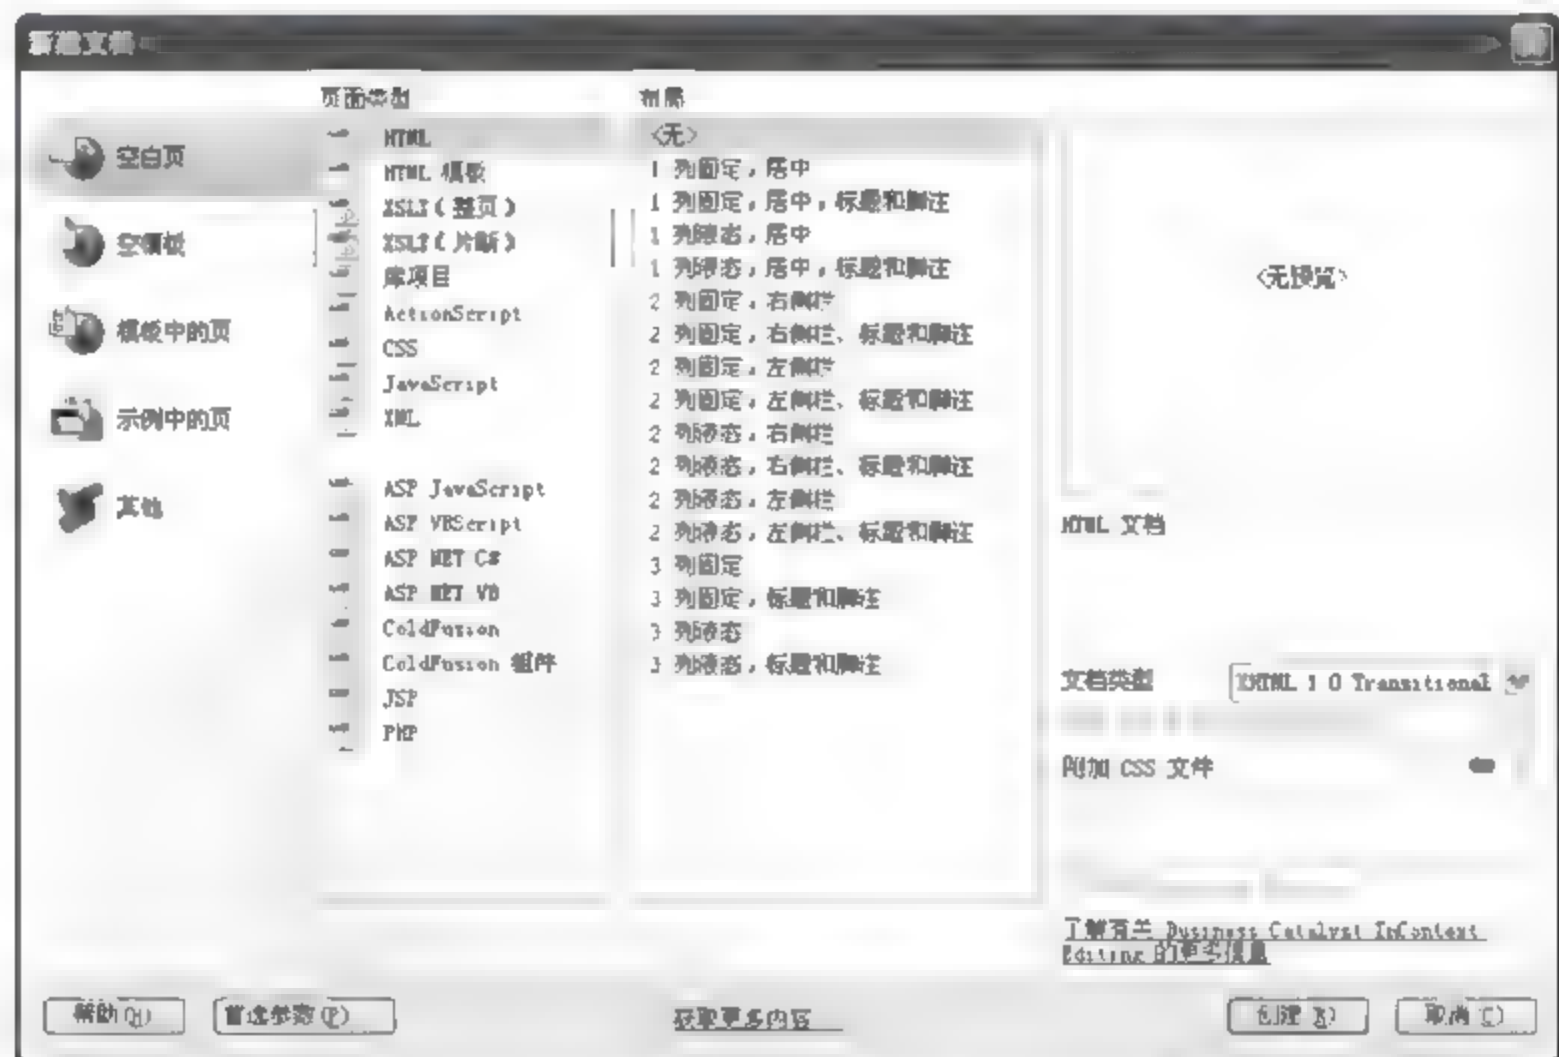 新建文档
空白页
空模板
模板中的页
示例中的页
其他
页面类型
HTML
HTML 模板
XSLT(整页)
XSLT(片断)
库项目
ActionScript
CSS
JavaScript
XML
ASP JavaScript
ASP VBScript
ASP NET C#
ASP NET VB
ColdFusion
ColdFusion 组件
JSP
PHP
布局
<无>
1 列固定，居中
1 列固定，居中，标题和脚注
1 列液态，居中
1 列液态，居中，标题和脚注
2 列固定，右侧栏
2 列固定，右侧栏、标题和脚注
2 列固定，左侧栏
2 列固定，左侧栏、标题和脚注
2 列液态，右侧栏
2 列液态，右侧栏、标题和脚注
2 列液态，左侧栏
2 列液态，左侧栏、标题和脚注
3 列固定
3 列固定，标题和脚注
3 列液态
3 列液态，标题和脚注
<无预览>
HTML 文档
文档类型
XHTML 1 0 Transitional
附加 CSS 文件
了解有关 Business Catalyst InContext
Editing 的更多信息
帮助(H)
首选参数(P)
获取更多内容
创建(R)
取消(C)